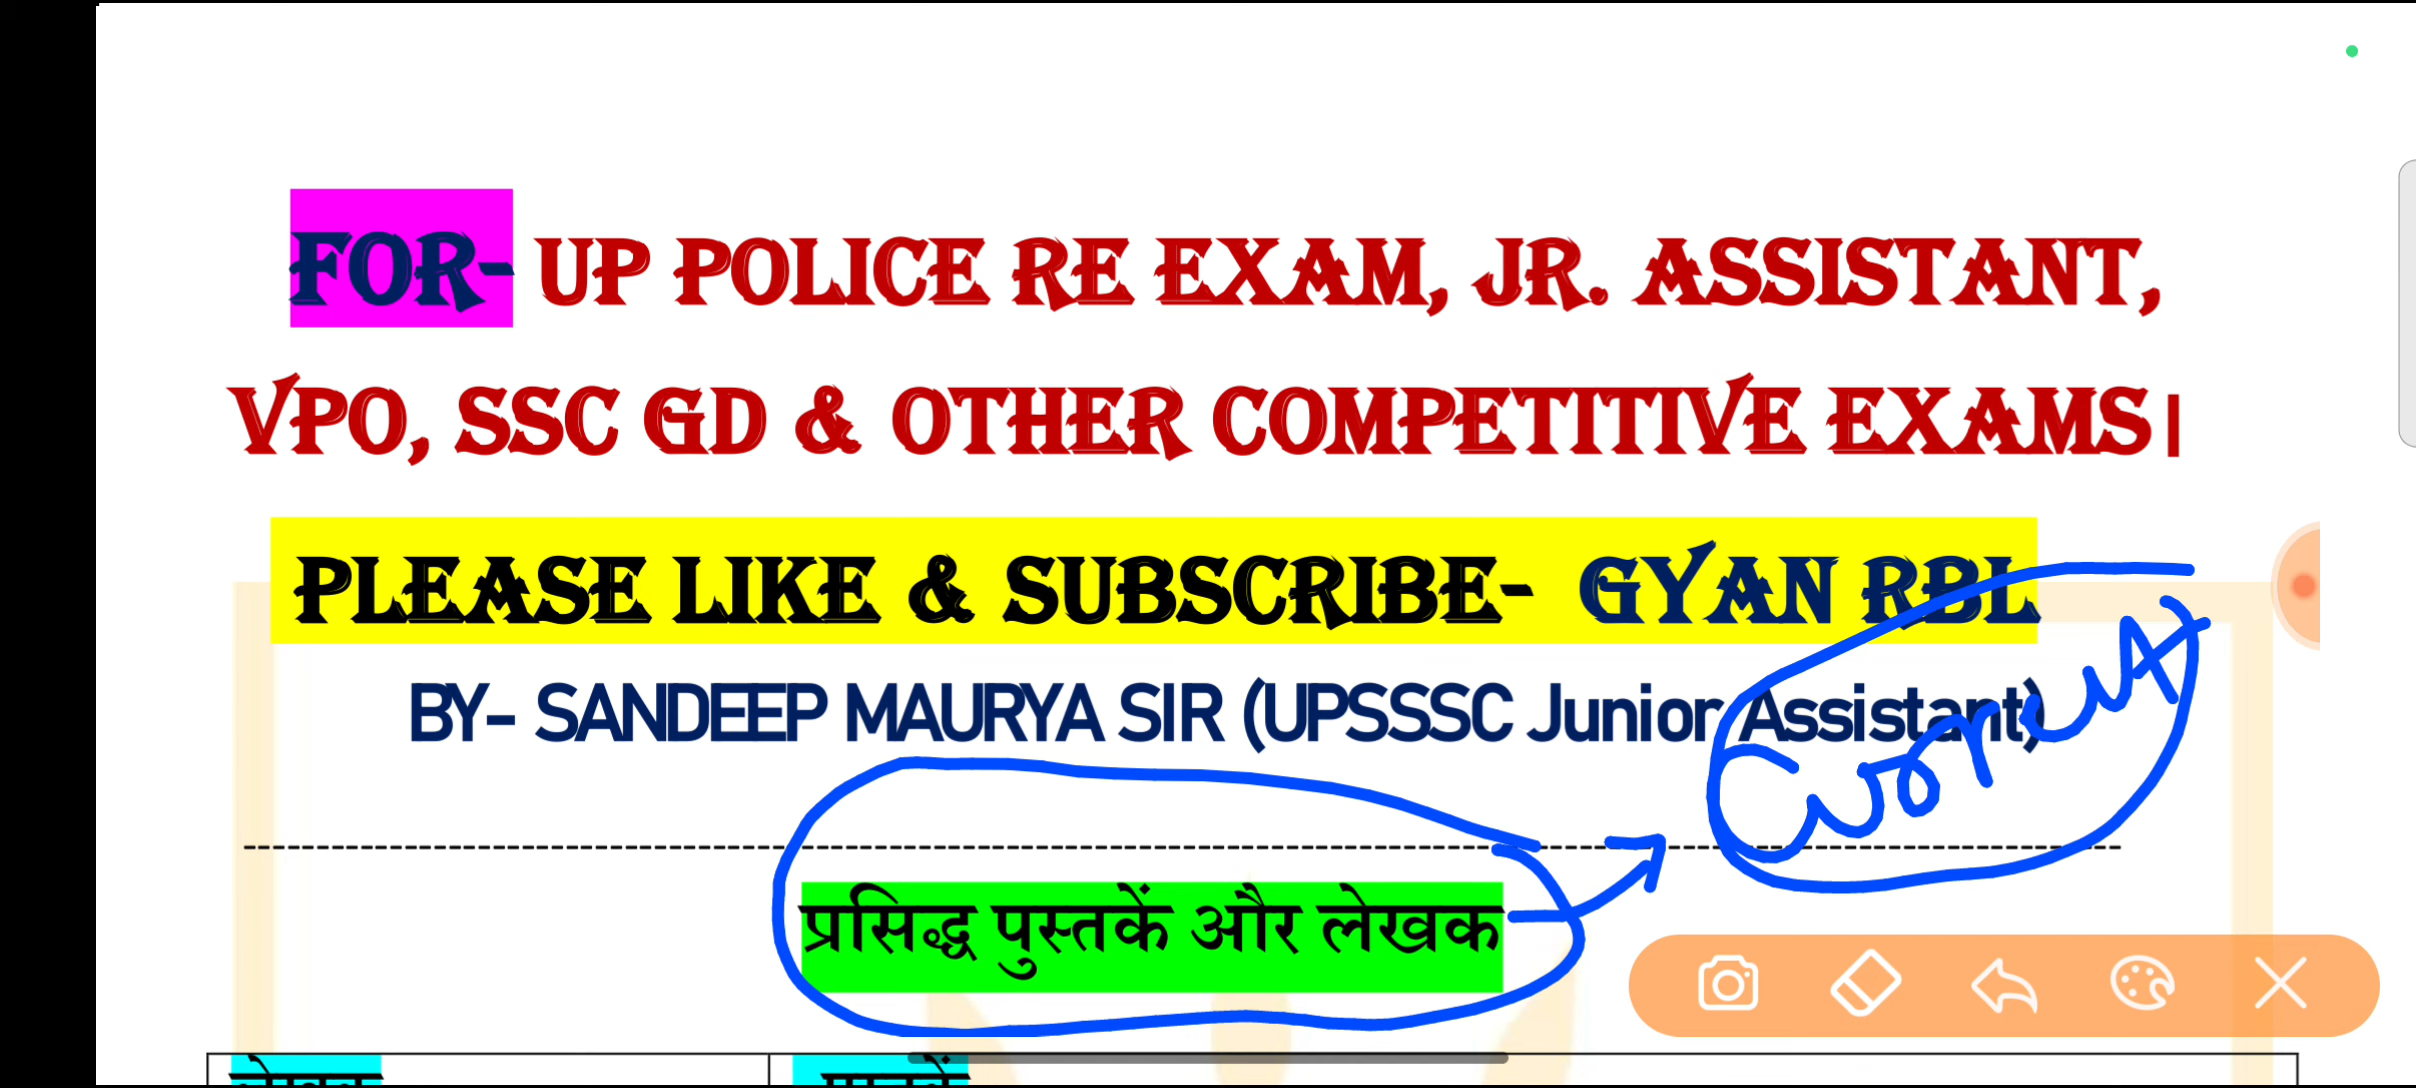 FOR- UP POLICE RE EXAM, JR. ASSISTANT,
VPO, SSC GD & OTHER COMPETITIVE EXAMS|
PLEASE LIKE & SUBSCRIBE- GYAN RBL
BY- SANDEEP MAURYA SIR (UPSSSC Junior Assistant)
प्रसिद्ध पुस्तकें और लेखक